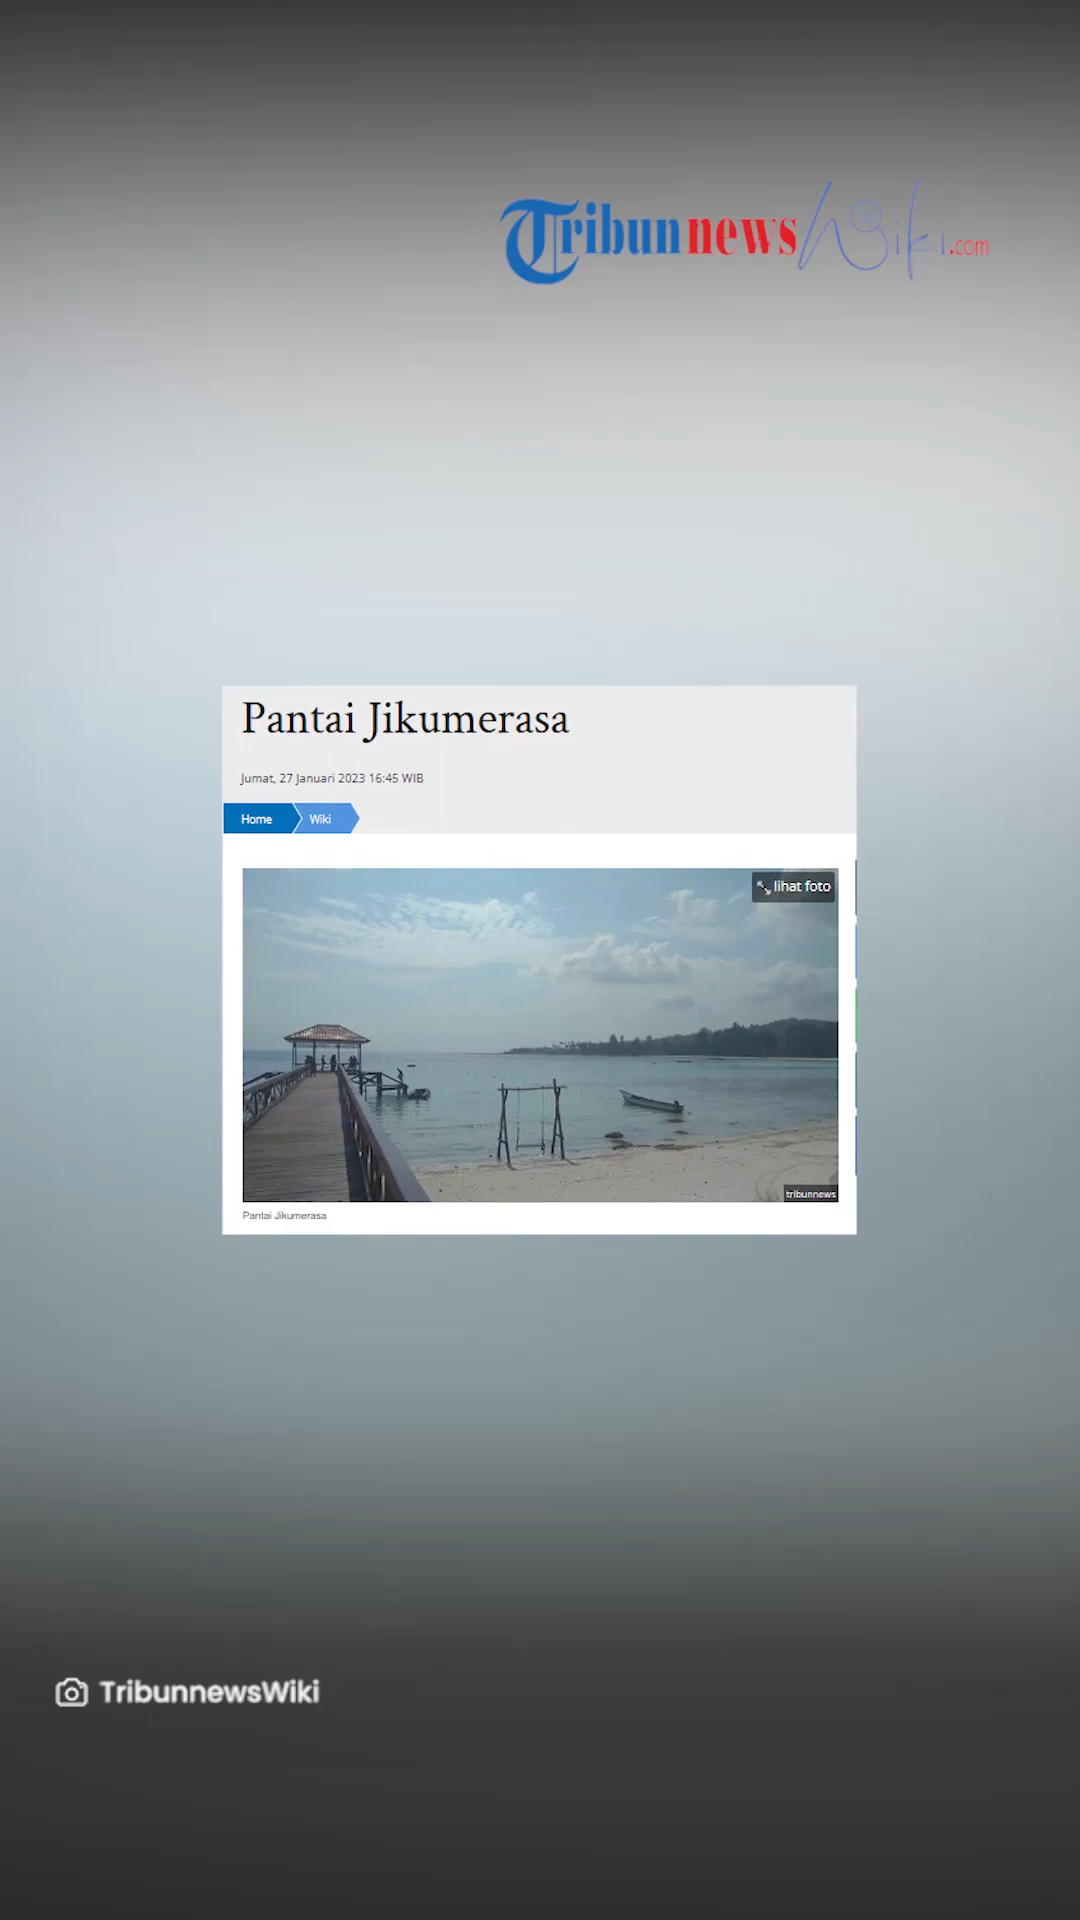 TribunnewsWiki.com
Pantai Jikumerasa
Jumat, 27 Januari 2023 16:45 WIB
Home Wiki
lihat foto
tribunnews
Pantai Jikumerasa
TribunnewsWiki